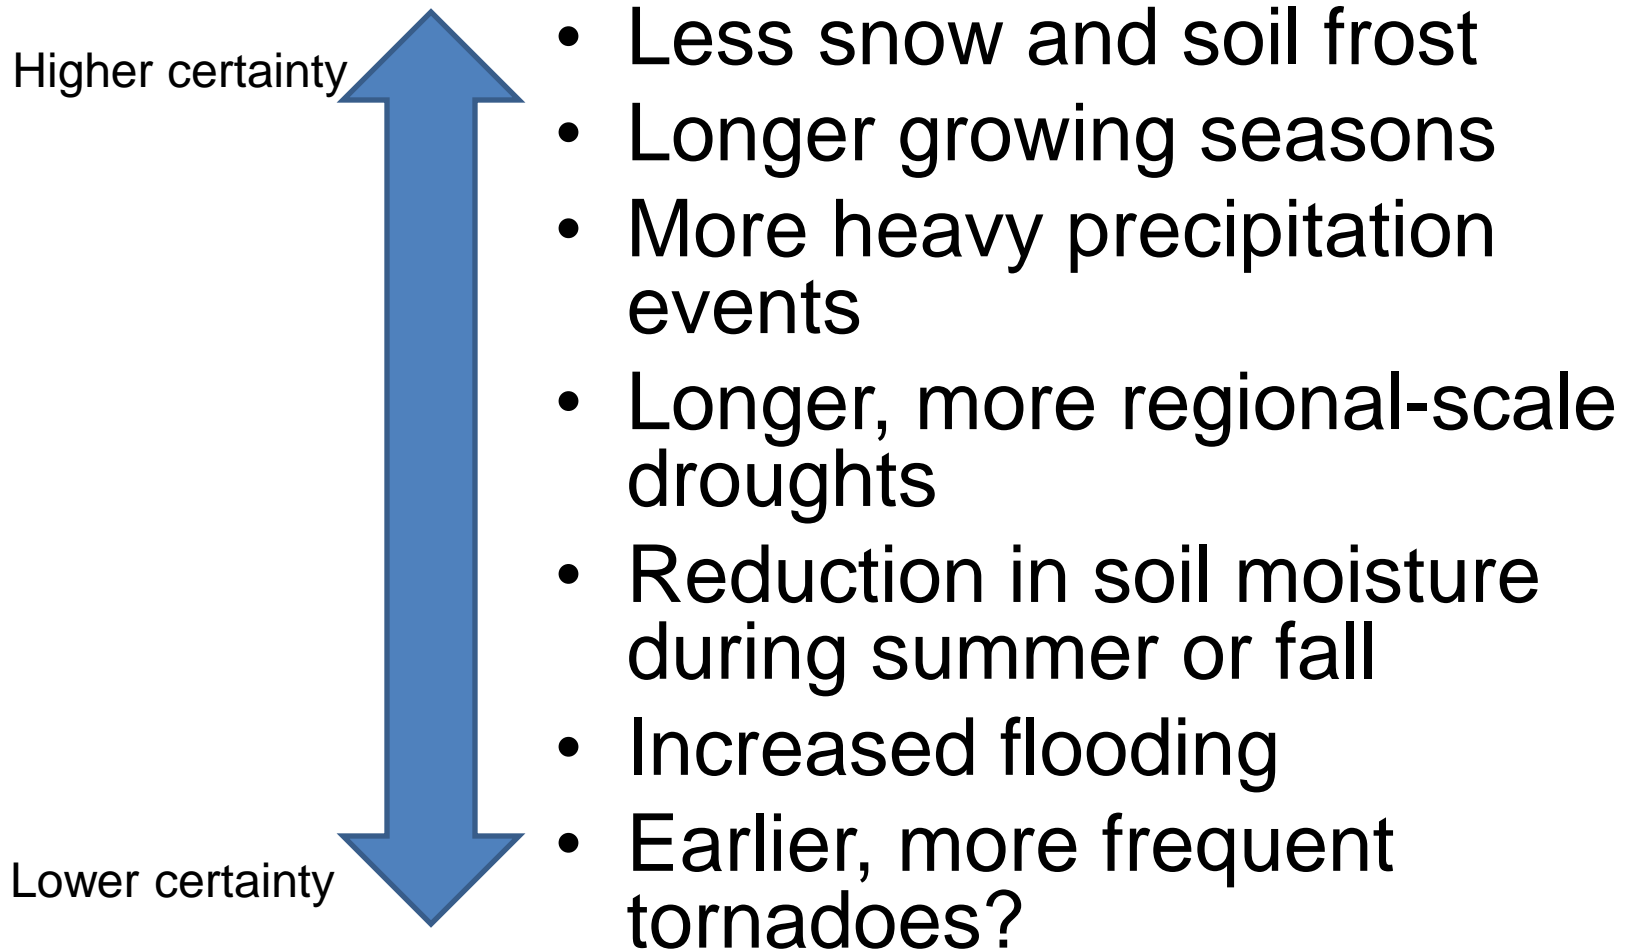 Higher certainty
• Less snow and soil frost
• Longer growing seasons
• More heavy precipitation
events
• Longer, more regional-scale
droughts
• Reduction in soil moisture
during summer or fall
• Increased flooding
• Earlier, more frequent
tornadoes?
Lower certainty